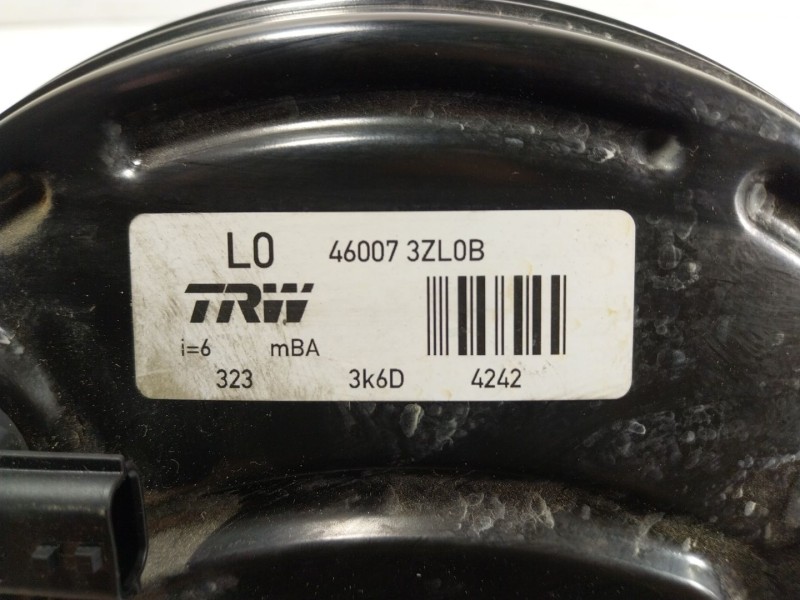 L0 46007 3ZL0B
TRW
i=6 mBA
323 3k6D 4242